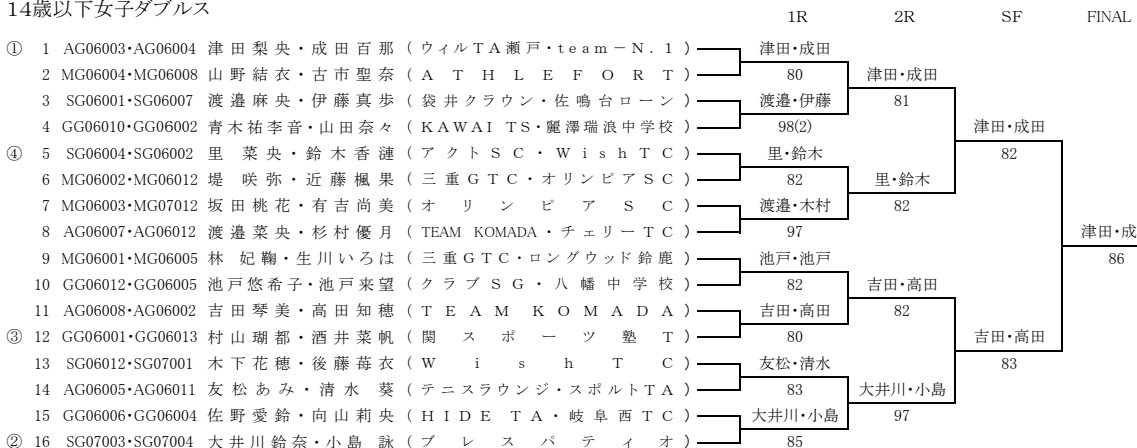 14歳以下女子ダブルス
1R 2R SF FINAL
① 1 AG06003・AG06004 津田梨央・成田百那 (ウィルTA瀬戸・team－N.1) 津田・成田
2 MG06004・MG06008 山野結衣・古市聖奈 (ATHLEFORT) 80 津田・成田
3 SG06001・SG06007 渡邉麻央・伊藤真歩 (袋井クラウン・佐鳴台ローン) 渡邉・伊藤 81
4 GG06010・GG06002 青木祐李音・山田奈々 (KAWAI TS・麗澤瑞浪中学校) 98(2) 津田・成田
④ 5 SG06004・SG06002 里 菜央・鈴木香漣 (アクトSC・WishTC) 里・鈴木 82
6 MG06002・MG06012 堤 咲弥・近藤楓果 (三重GTC・オリンピアSC) 82 里・鈴木
7 MG06003・MG07012 坂田桃花・有吉尚美 (オリンピアSC) 渡邉・木村 82
8 AG06007・AG06012 渡邉菜央・杉村優月 (TEAM KOMADA・チェリーTC) 97 津田・成
9 MG06001・MG06005 林 妃鞠・生川いろは (三重GTC・ロングウッド鈴鹿) 池戸・池戸 86
10 GG06012・GG06005 池戸悠希子・池戸来望 (クラブSG・八幡中学校) 82 吉田・高田
11 AG06008・AG06002 吉田琴美・高田知穂 (TEAM KOMADA) 吉田・高田 82
③ 12 GG06001・GG06013 村山瑚都・酒井菜帆 (関スポーツ塾T) 80 吉田・高田
13 SG06012・SG07001 木下花穂・後藤苺衣 (WishTC) 友松・清水 83
14 AG06005・AG06011 友松あみ・清水 葵 (テニスラウンジ・スポルトTA) 83 大井川・小島
15 GG06006・GG06004 佐野愛鈴・向山莉央 (HIDE TA・岐阜西TC) 大井川・小島 97
② 16 SG07003・SG07004 大井川鈴奈・小島 詠 (ブレスパティオ) 85